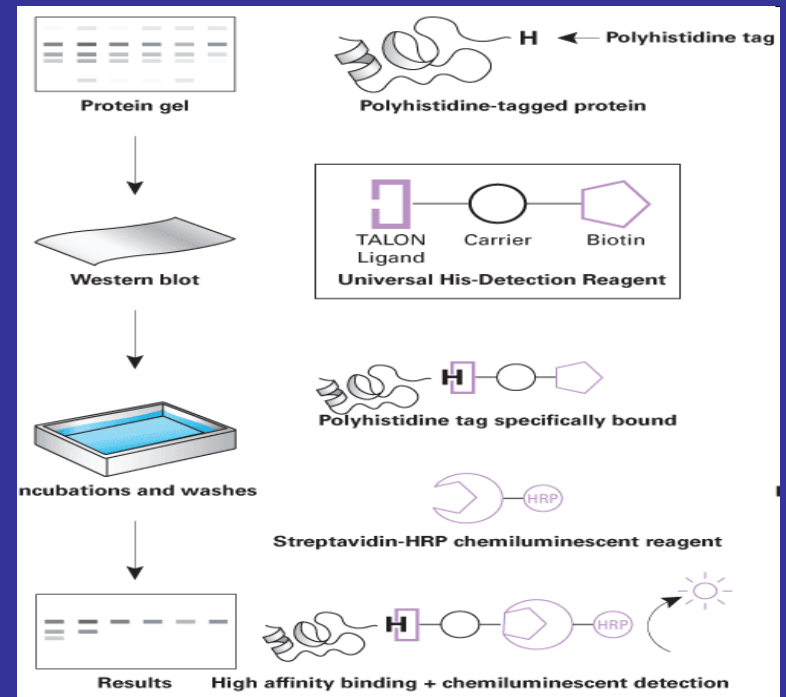 H
Polyhistidine tag
Protein gel
Polyhistidine-tagged protein
TALON
Ligand
Carrier
Biotin
Universal His-Detection Reagent
Western blot
H
Polyhistidine tag specifically bound
ncubations and washes
HRP
Streptavidin-HRP chemiluminescent reagent
H
HRP
Results
High affinity binding + chemiluminescent detection